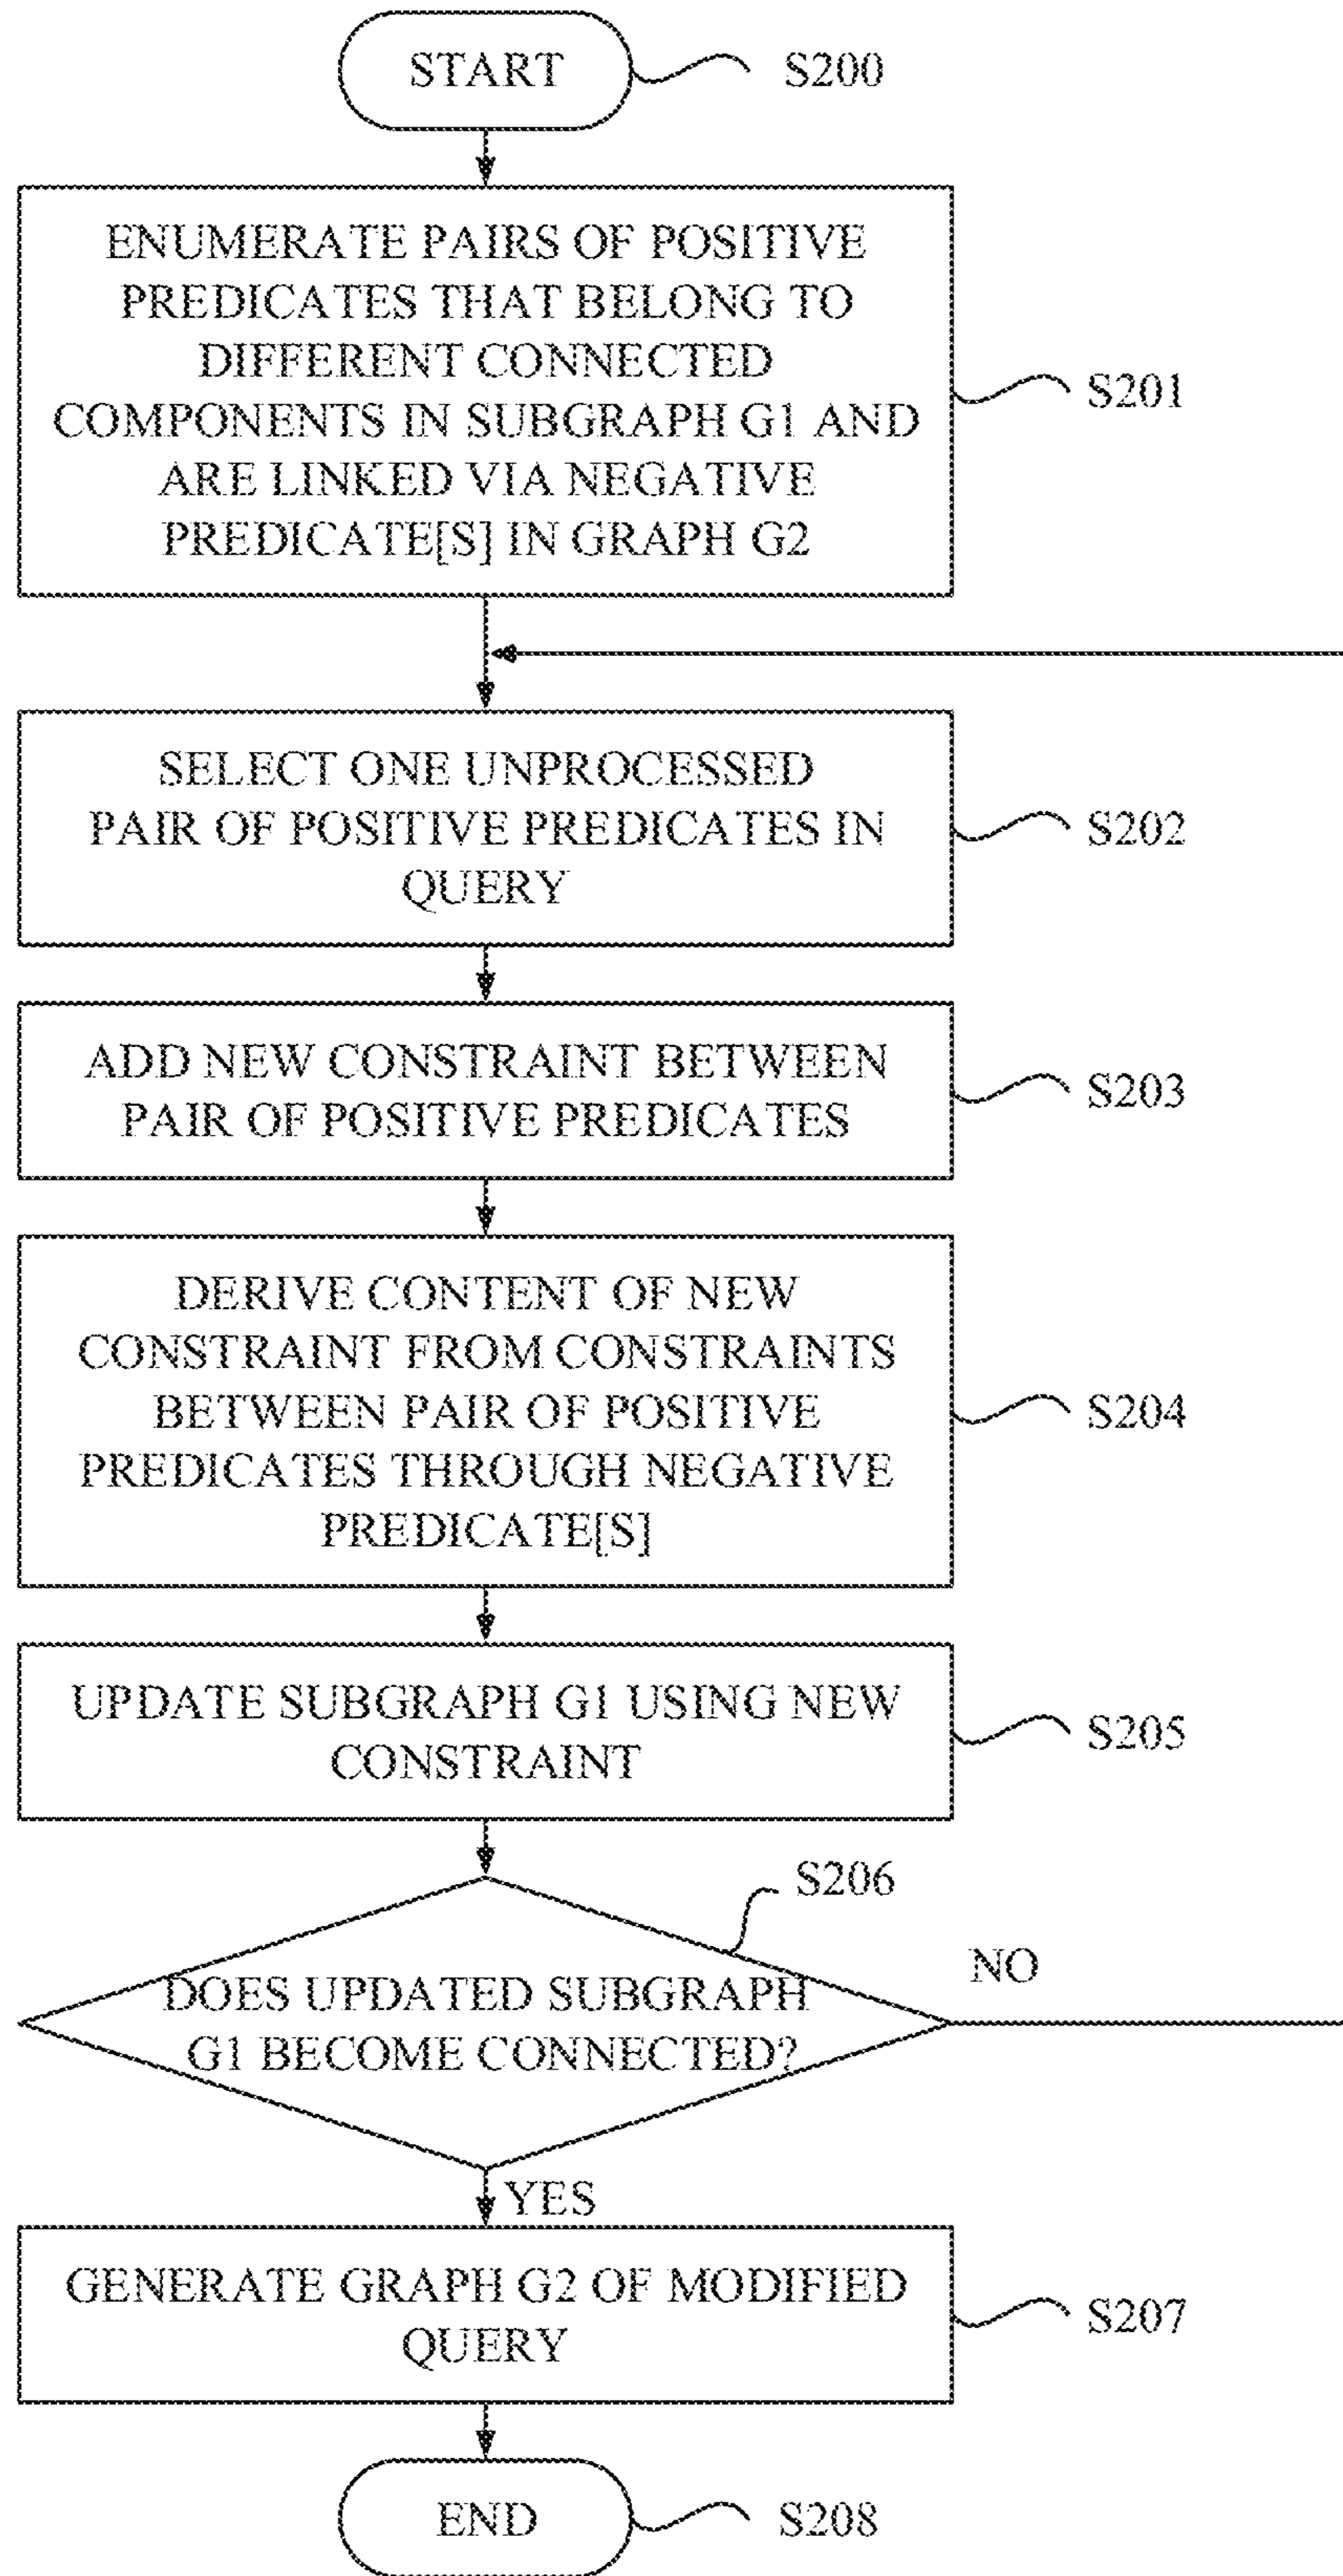 START
S200
ENUMERATE PAIRS OF POSITIVE
PREDICATES THAT BELONG TO
DIFFERENT CONNECTED
COMPONENTS IN SUBGRAPH G1 AND
ARE LINKED VIA NEGATIVE
PREDICATE[S] IN GRAPH G2
S201
SELECT ONE UNPROCESSED
PAIR OF POSITIVE PREDICATES IN
QUERY
S202
ADD NEW CONSTRAINT BETWEEN
PAIR OF POSITIVE PREDICATES
S203
DERIVE CONTENT OF NEW
CONSTRAINT FROM CONSTRAINTS
BETWEEN PAIR OF POSITIVE
PREDICATES THROUGH NEGATIVE
PREDICATE[S]
S204
UPDATE SUBGRAPH G1 USING NEW
CONSTRAINT
S205
S206
DOES UPDATED SUBGRAPH
G1 BECOME CONNECTED?
NO
YES
GENERATE GRAPH G2 OF MODIFIED
QUERY
S207
END
S208